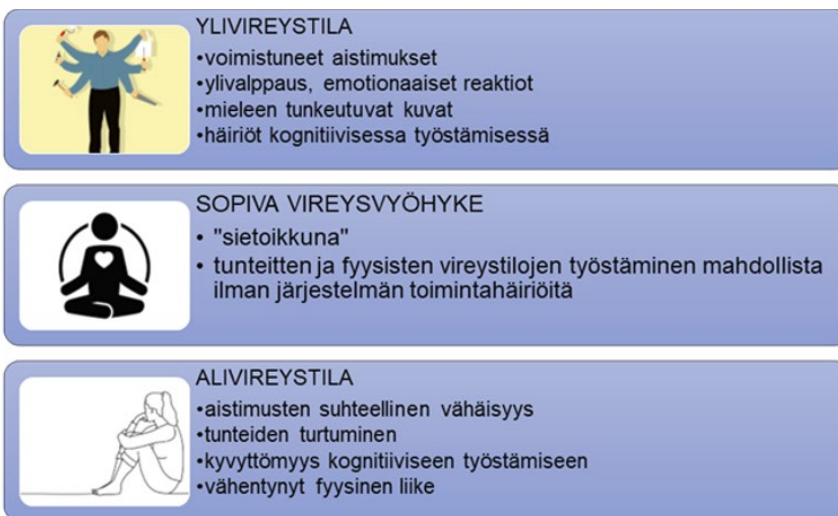 YLIVIREYSTILA
•voimistuneet aistimukset
•ylivalppaus, emotionaaiset reaktiot
•mieleen tunkeutuvat kuvat
•häiriöt kognitiivisessa työstämisessä
SOPIVA VIREYSVYÖHYKE
• "sietoikkuna"
• tunteitten ja fyysisten vireystilojen työstäminen mahdollista
ilman järjestelmän toimintahäiriöitä
ALIVIREYSTILA
•aistimusten suhteellinen vähäisyys
•tunteiden turtuminen
•kyvyttömyys kognitiiviseen työstämiseen
•vähentynyt fyysinen liike